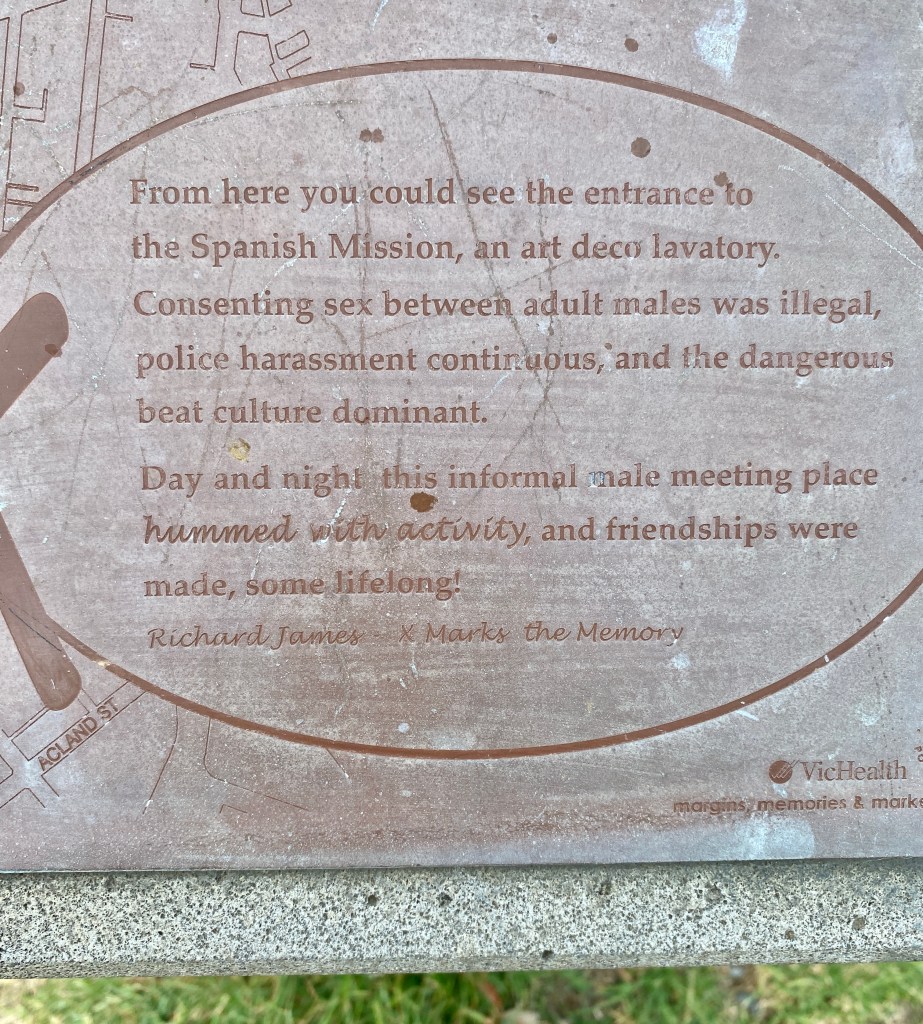 From here you could see the entrance to
the Spanish Mission, an art deco lavatory.
Consenting sex between adult males was illegal,
police harassment continuous, and the dangerous
beat culture dominant.
Day and night this informal male meeting place
hummed with activity, and friendships were
made, some lifelong!
Richard James - X Marks the Memory
ACLAND ST
VicHealth
margins, memories & marke